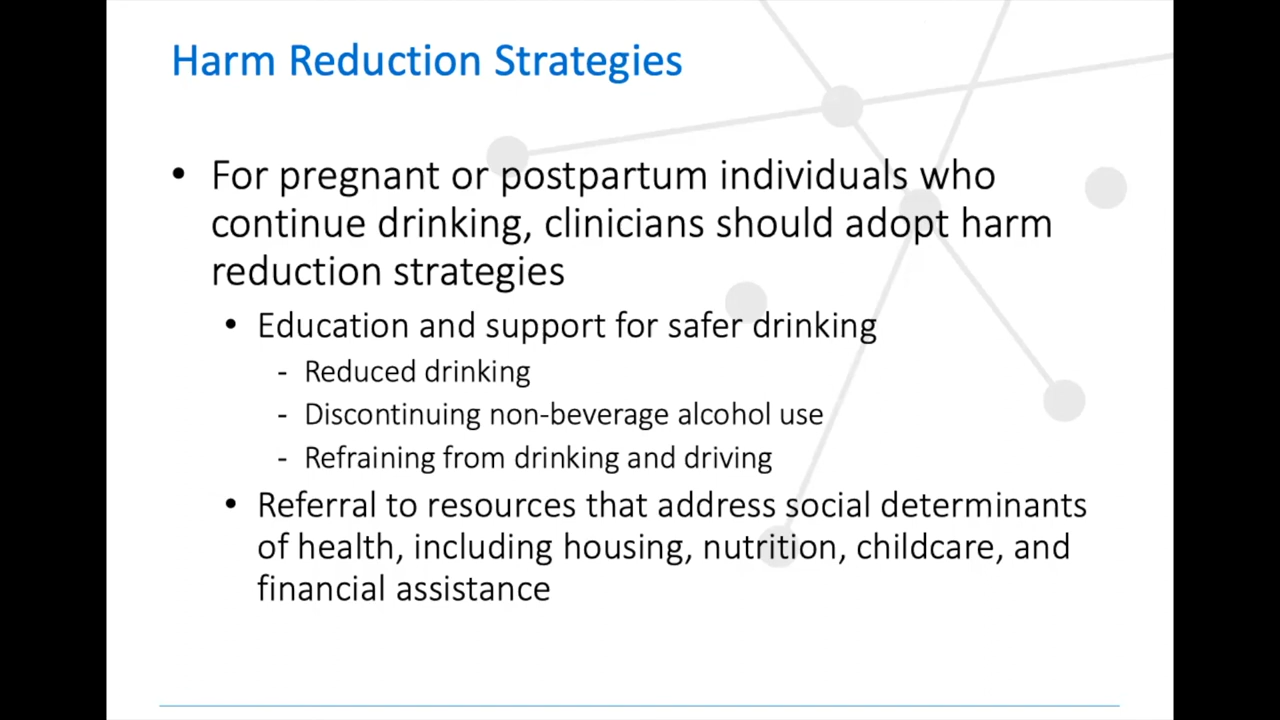 Harm Reduction Strategies
• For pregnant or postpartum individuals who
continue drinking, clinicians should adopt harm
reduction strategies
• Education and support for safer drinking
- Reduced drinking
- Discontinuing non-beverage alcohol use
- Refraining from drinking and driving
• Referral to resources that address social determinants
of health, including housing, nutrition, childcare, and
financial assistance